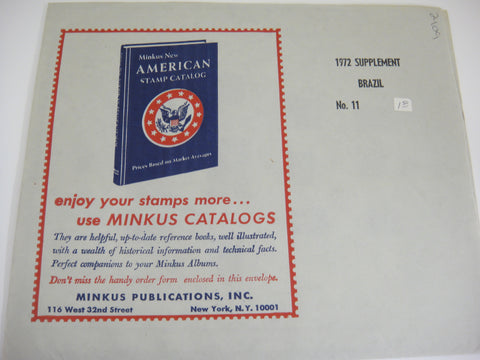 Minkus New
AMERICAN
STAMP CATALOG
Prices Based on Market Averages
enjoy your stamps more...
use MINKUS CATALOGS
They are helpful, up-to-date reference books, well illustrated,
with a wealth of historical information and technical facts.
Perfect companions to your Minkus Albums.
Don't miss the handy order form enclosed in this envelope.
MINKUS PUBLICATIONS, INC.
116 West 32nd Street New York, N.Y. 10001
1972 SUPPLEMENT
BRAZIL
No. 11